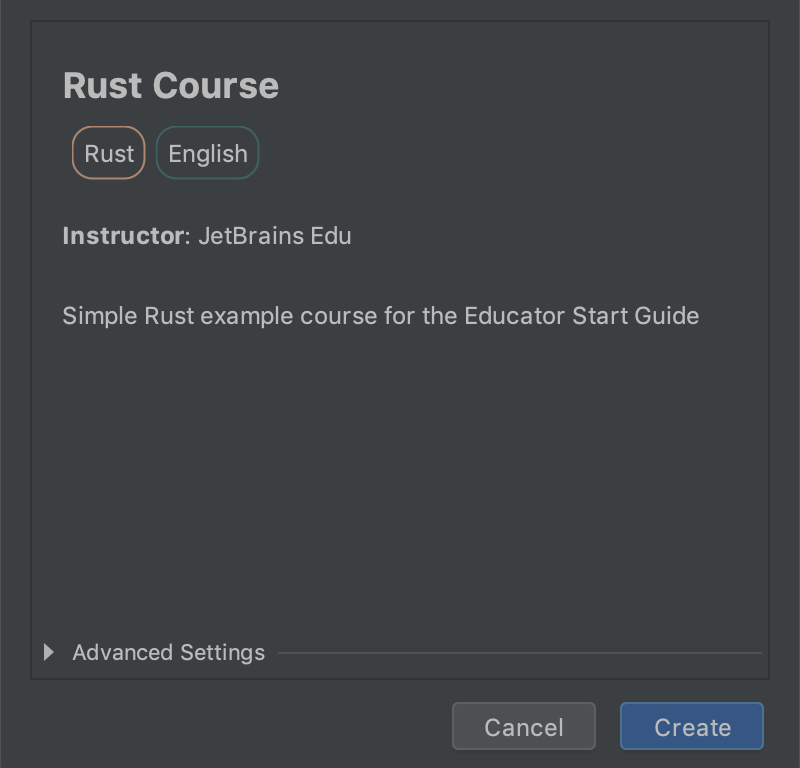 Rust Course
Rust English
Instructor: JetBrains Edu
Simple Rust example course for the Educator Start Guide
Advanced Settings
Cancel Create